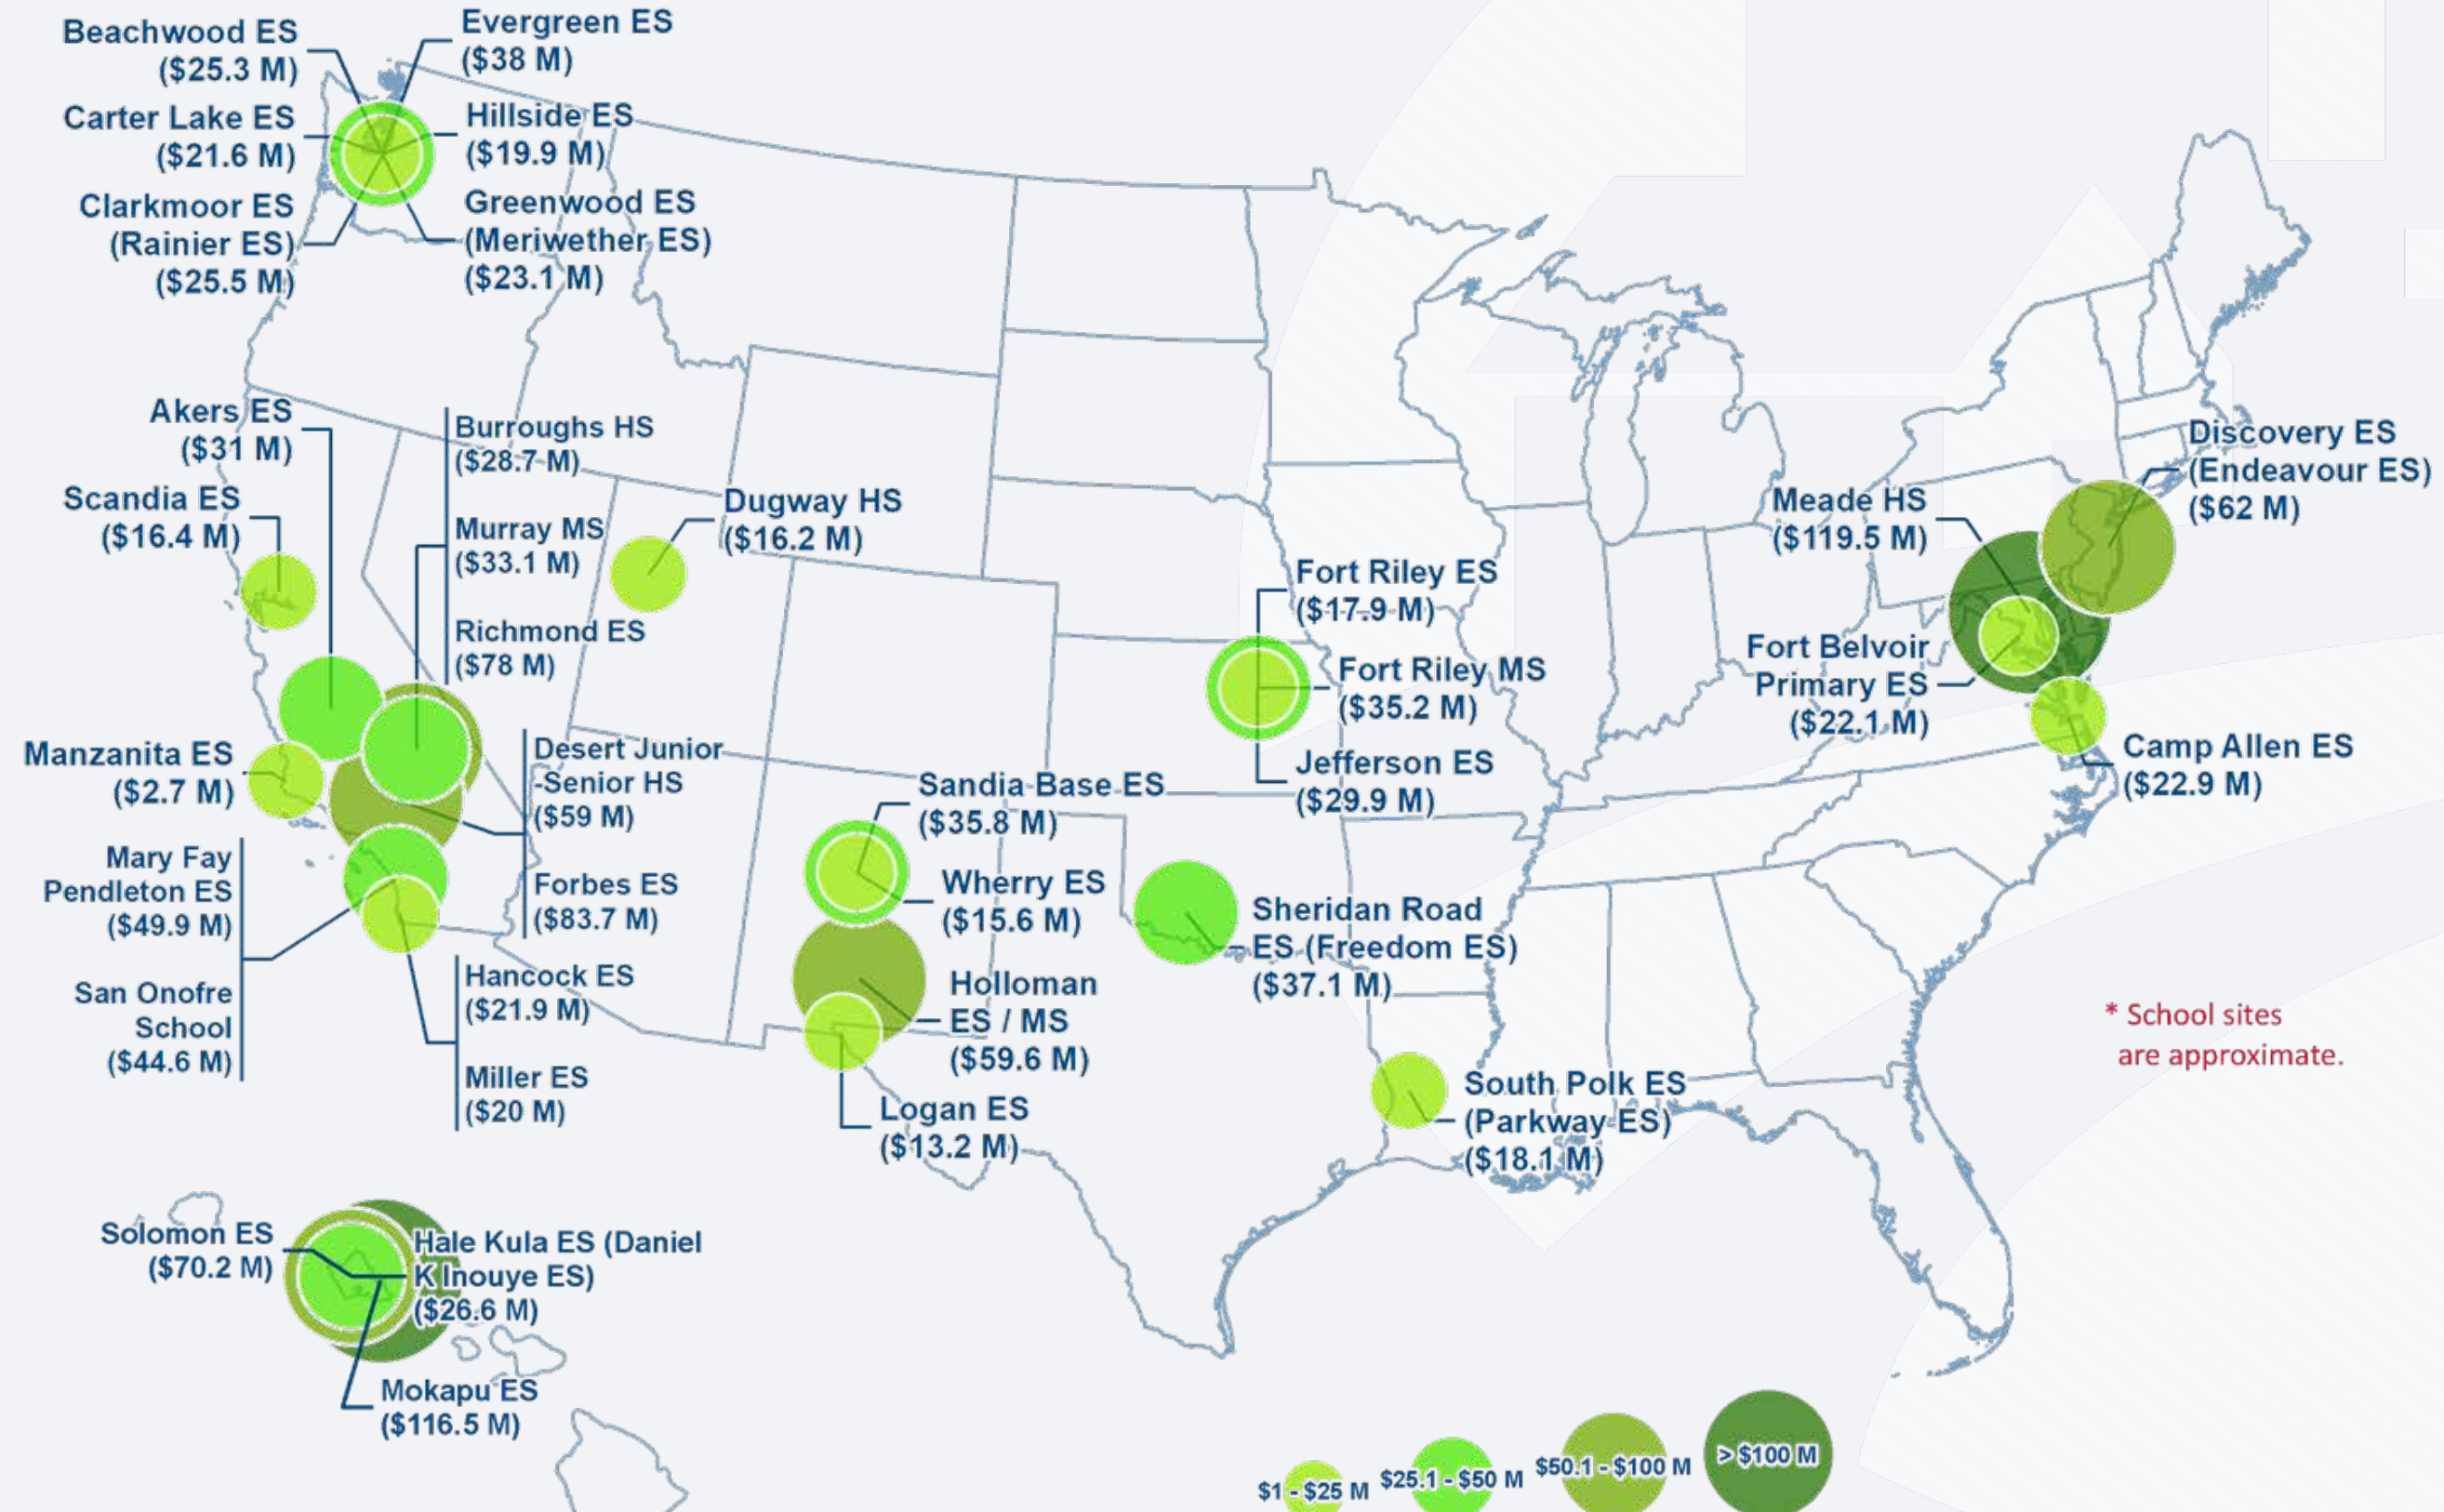 Beachwood ES
($25.3 M)
Evergreen ES
($38 M)
Carter Lake ES
($21.6 M)
Hillside ES
($19.9 M)
Clarkmoor ES
(Rainier ES)
($25.5 M)
Greenwood ES
(Meriwether ES)
($23.1 M)
Akers ES
($31 M)
Scandia ES
($16.4 M)
Burroughs HS
($28.7 M)
Murray MS
($33.1 M)
Richmond ES
($78 M)
Dugway HS
($16.2 M)
Manzanita ES
($2.7 M)
Desert Junior
-Senior HS
($59 M)
Forbes ES
($83.7 M)
Mary Fay
Pendleton ES
($49.9 M)
San Onofre
School
($44.6 M)
Hancock ES
($21.9 M)
Miller ES
($20 M)
Sandia Base ES
($35.8 M)
Wherry ES
($15.6 M)
Holloman
ES / MS
($59.6 M)
Logan ES
($13.2 M)
Fort Riley ES
($17.9 M)
Fort Riley MS
($35.2 M)
Jefferson ES
($29.9 M)
Sheridan Road
ES (Freedom ES)
($37.1 M)
South Polk ES
(Parkway ES)
($18.1 M)
Discovery ES
(Endeavour ES)
($62 M)
Meade HS
($119.5 M)
Fort Belvoir
Primary ES
($22.1 M)
Camp Allen ES
($22.9 M)
* School sites
are approximate.
Solomon ES
($70.2 M)
Hale Kula ES (Daniel
K Inouye ES)
($26.6 M)
Mokapu ES
($116.5 M)
$1 - $25 M
$25.1 - $50 M
$50.1 - $100 M
> $100 M